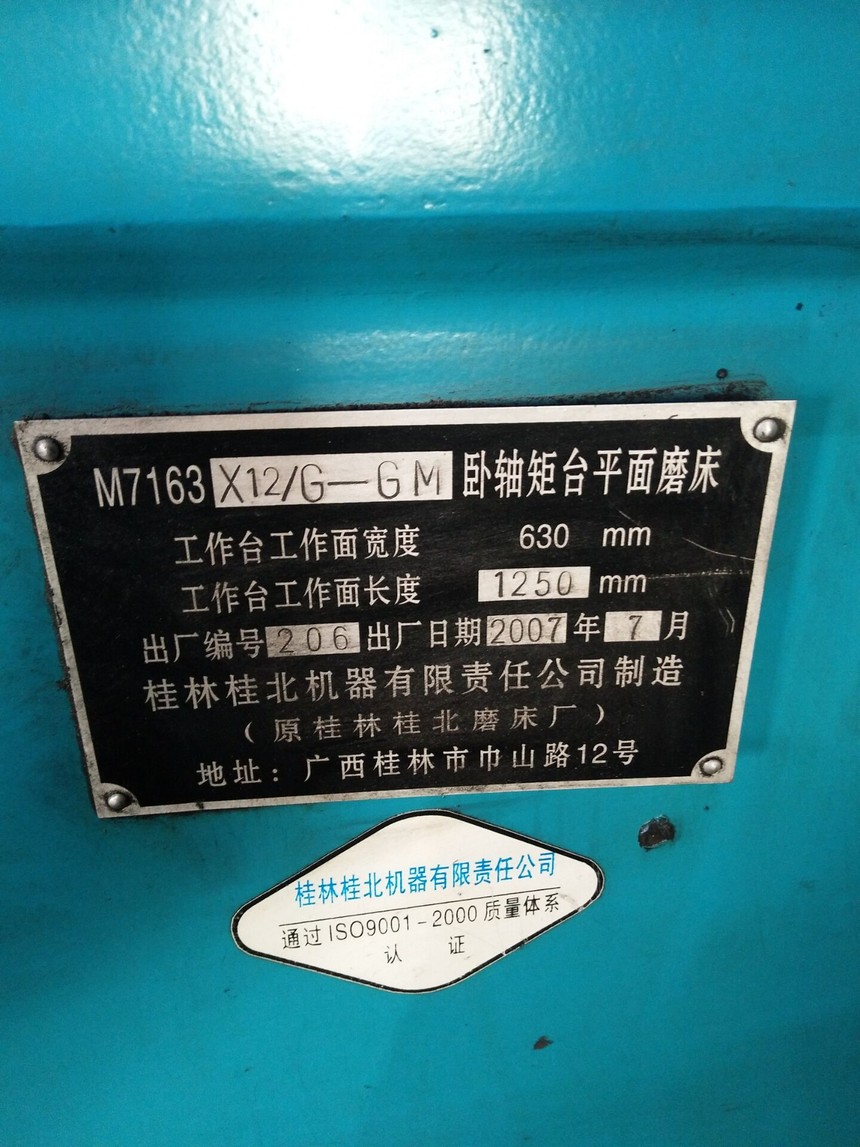 M7163 X12/G—GM 卧轴矩台平面磨床
工作台工作面宽度 630 mm
工作台工作面长度 1250 mm
出厂编号 206 出厂日期 2007 年 7 月
桂林桂北机器有限责任公司制造
（原桂林桂北磨床厂）
地址：广西桂林市巾山路12号
桂林桂北机器有限责任公司
通过ISO9001-2000质量体系
认 证